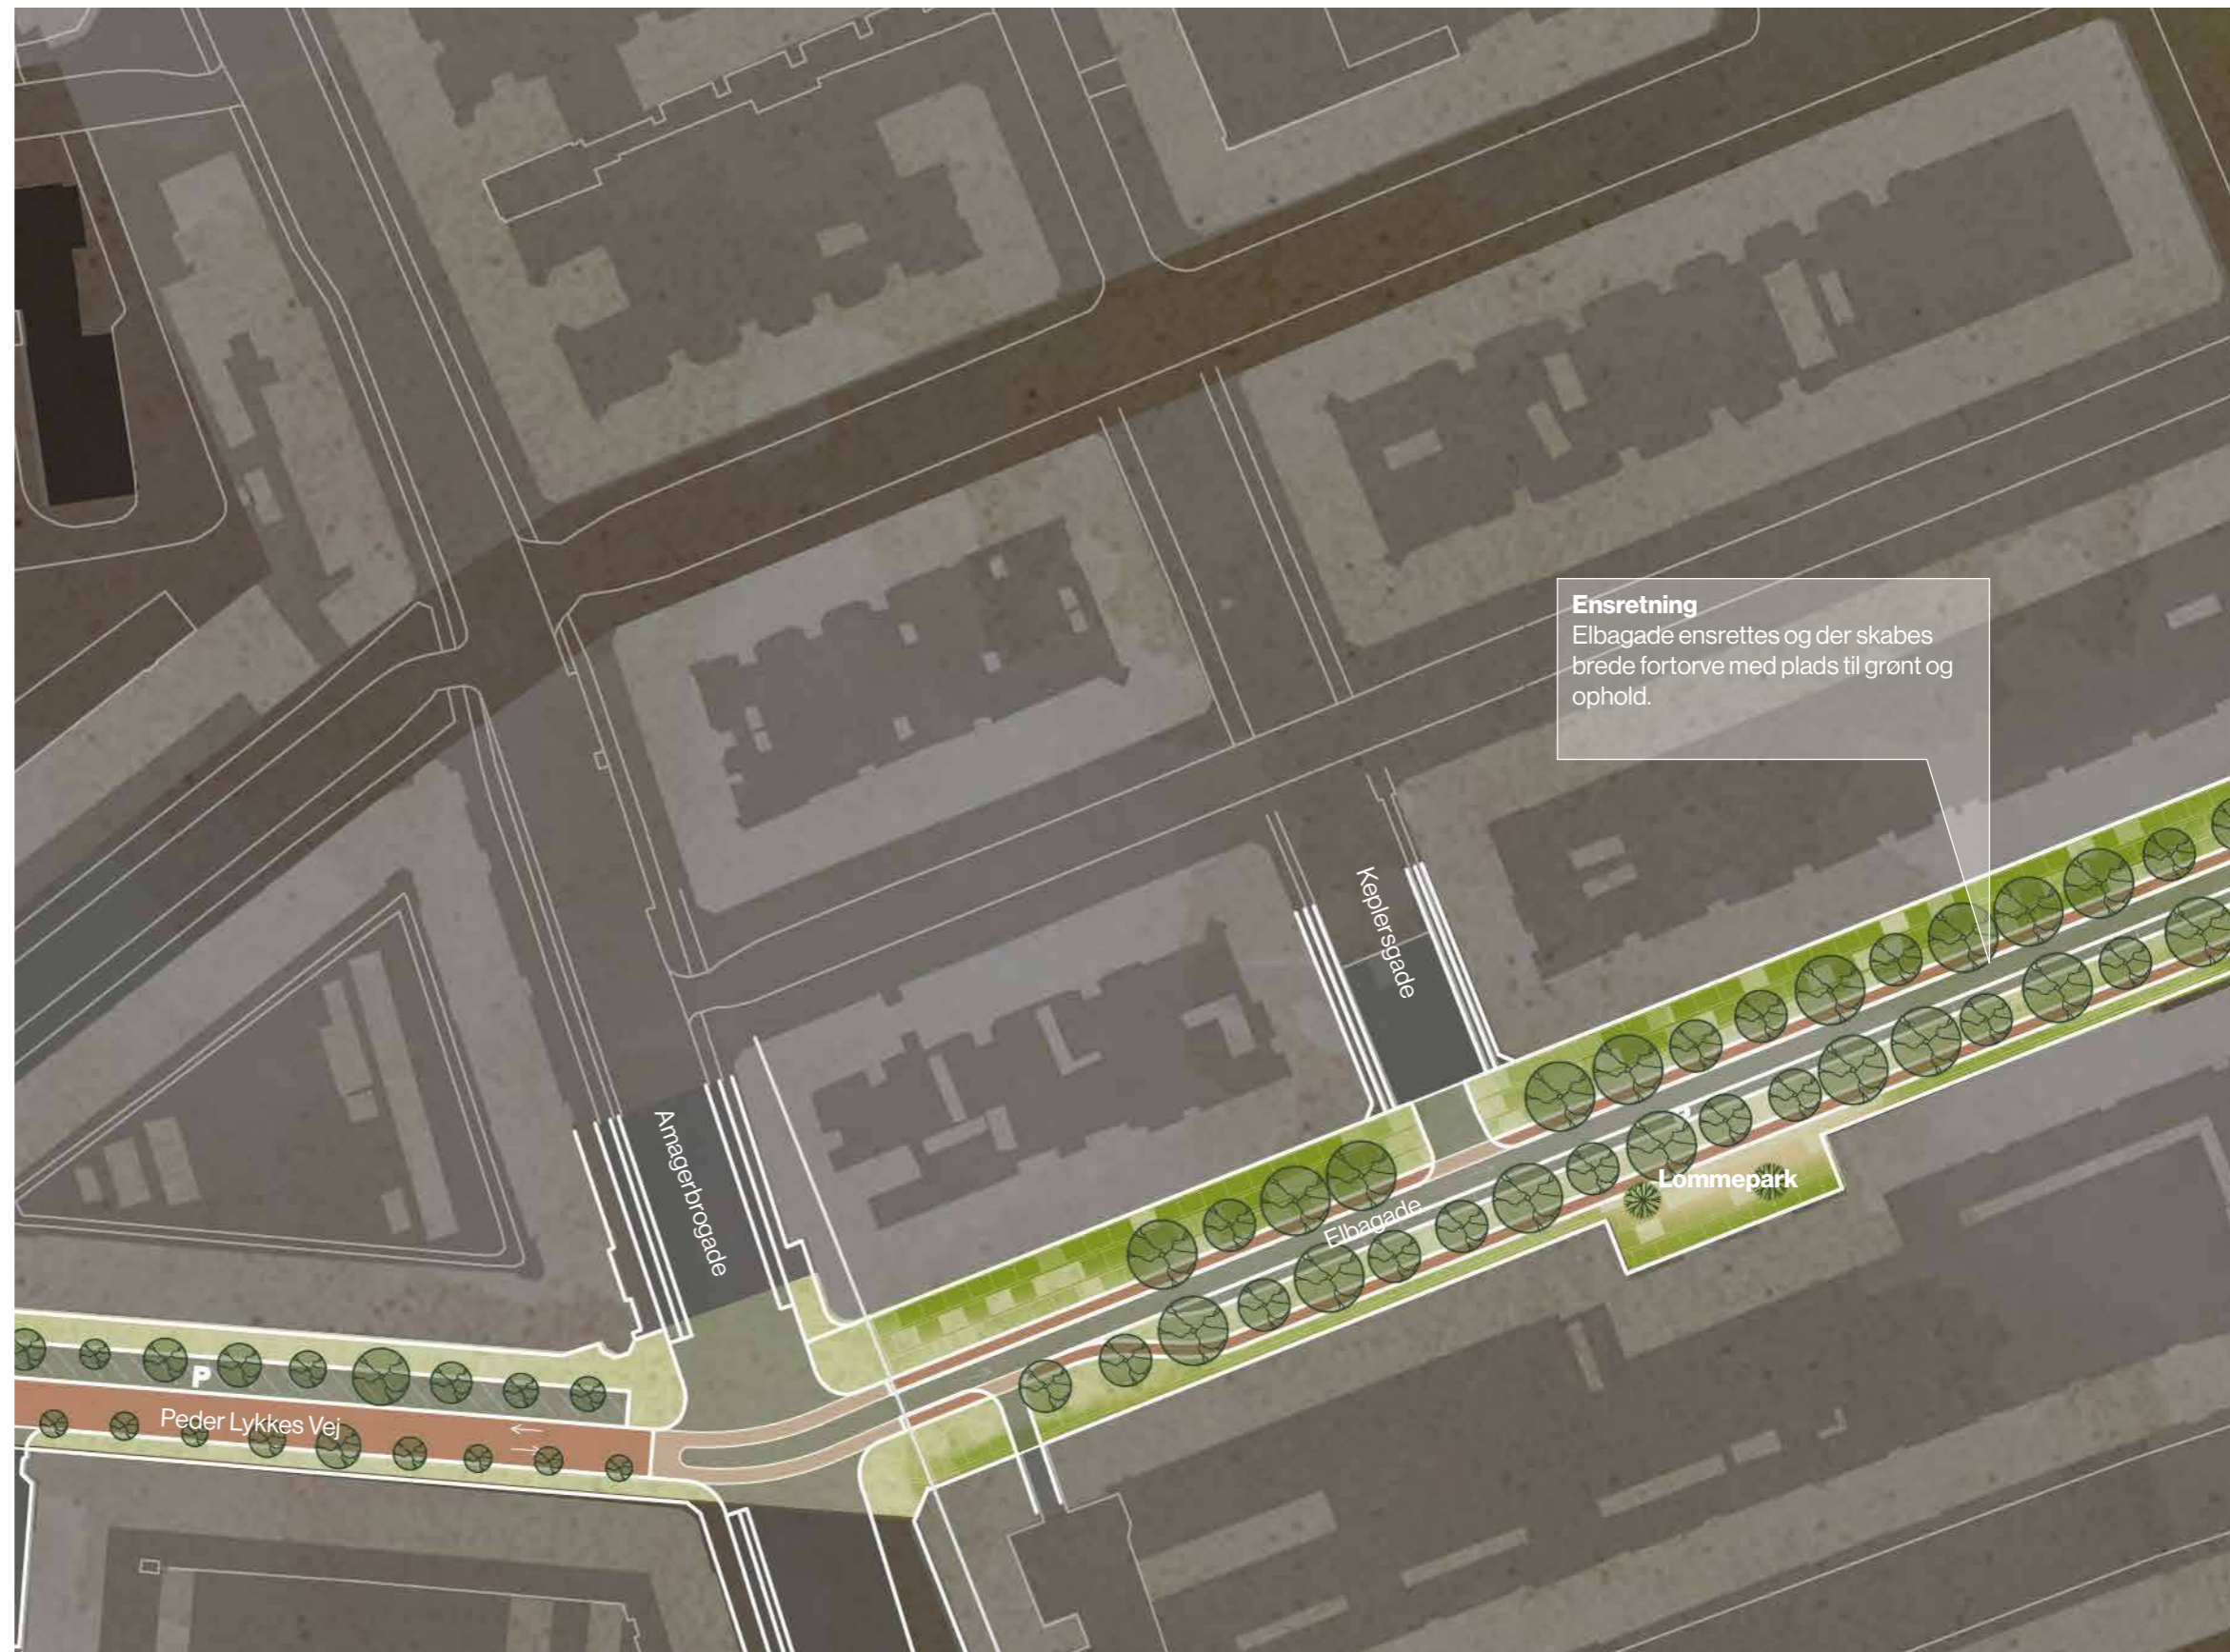 Ensretning
Elbagade ensrettes og der skabes
brede fortorve med plads til grønt og
ophold.
Keplersgade
Amagerbrogade
Lommepark
Elbagade
P
Peder Lykkes Vej